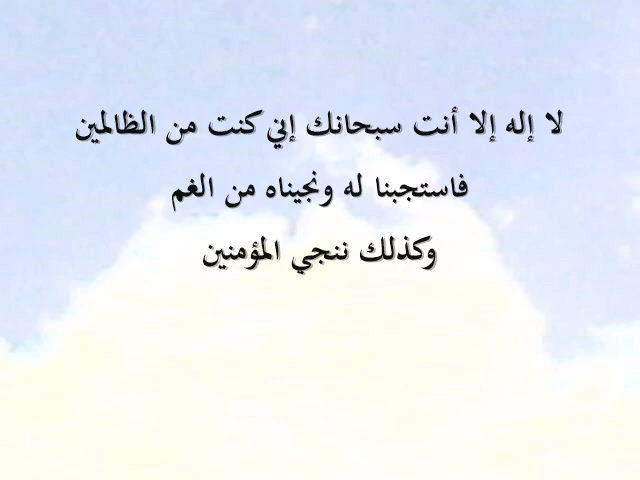 لا إله إلا أنت سبحانك إني كنت من الظالمين
فاستجبنا له ونجيناه من الغم
وكذلك ننجي المؤمنين